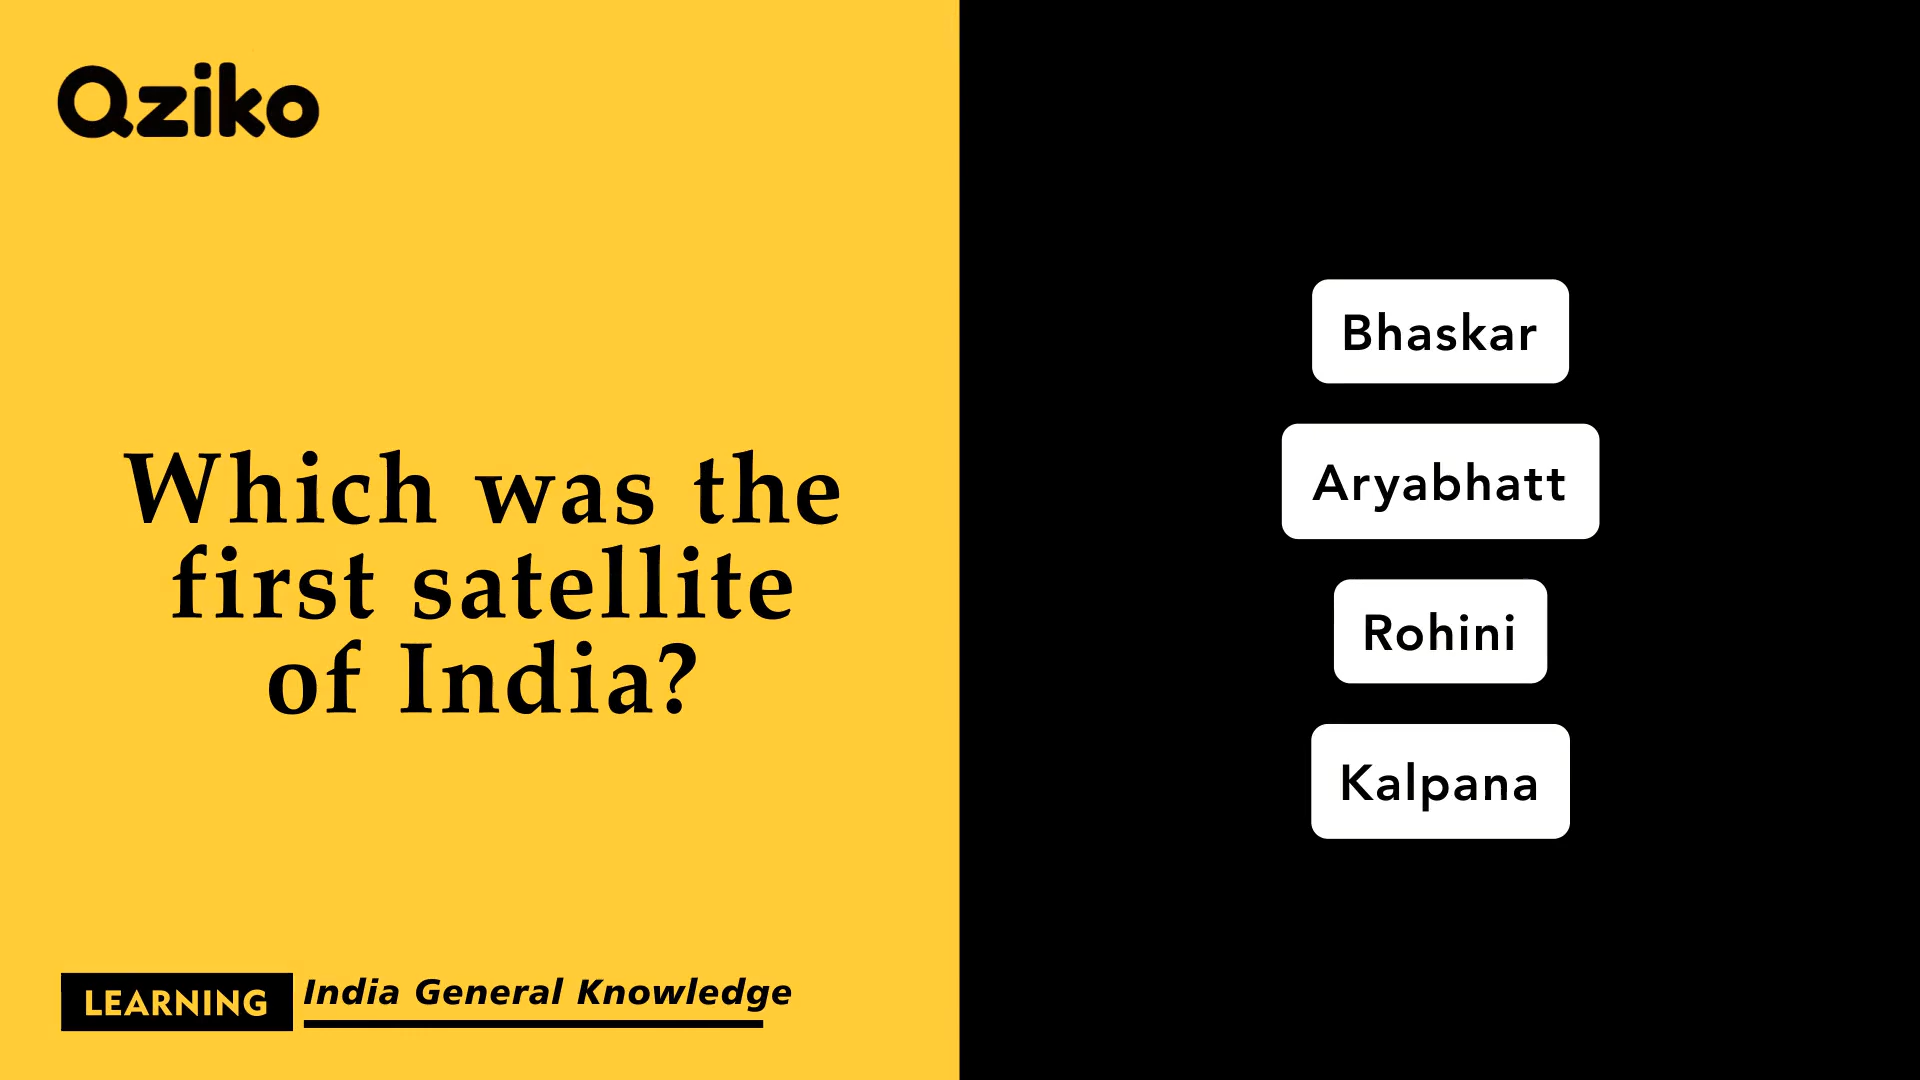 Qziko
Which was the
first satellite
of India?
LEARNING
India General Knowledge
Bhaskar
Aryabhatt
Rohini
Kalpana